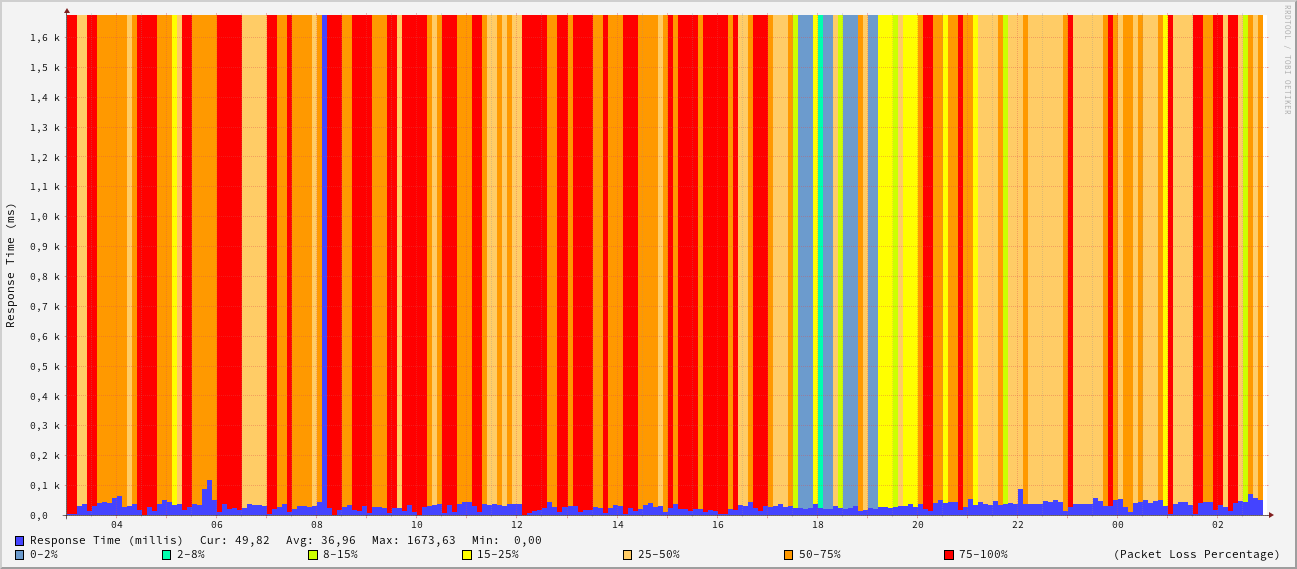 RRDTOOL / TOBI OETIKER
Response Time (ms)
1,6 k
1,5 k
1,4 k
1,3 k
1,2 k
1,1 k
1,0 k
0,9 k
0,8 k
0,7 k
0,6 k
0,5 k
0,4 k
0,3 k
0,2 k
0,1 k
0,0
04 06 08 10 12 14 16 18 20 22 00 02
Response Time (millis) Cur: 49,82 Avg: 36,96 Max: 1673,63 Min: 0,00
0-2% 2-8% 8-15% 15-25% 25-50% 50-75% 75-100% (Packet Loss Percentage)